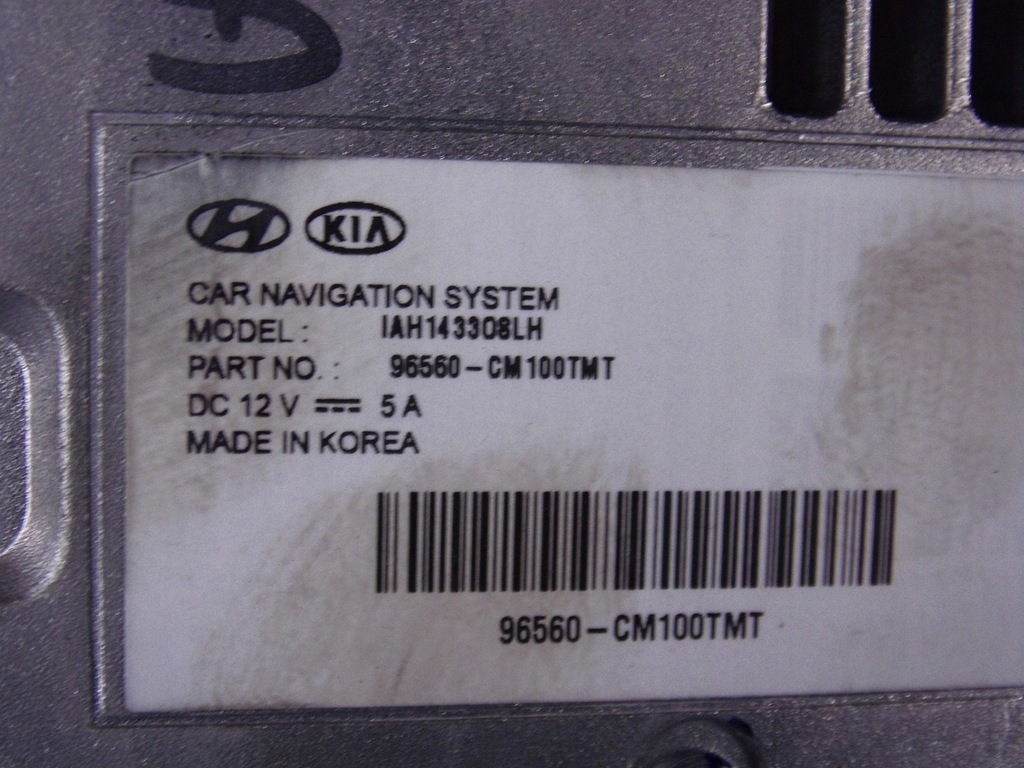 KIA
CAR NAVIGATION SYSTEM
MODEL : IAH143308LH
PART NO. : 96560-CM100TMT
DC 12 V ⎓ 5 A
MADE IN KOREA
96560-CM100TMT